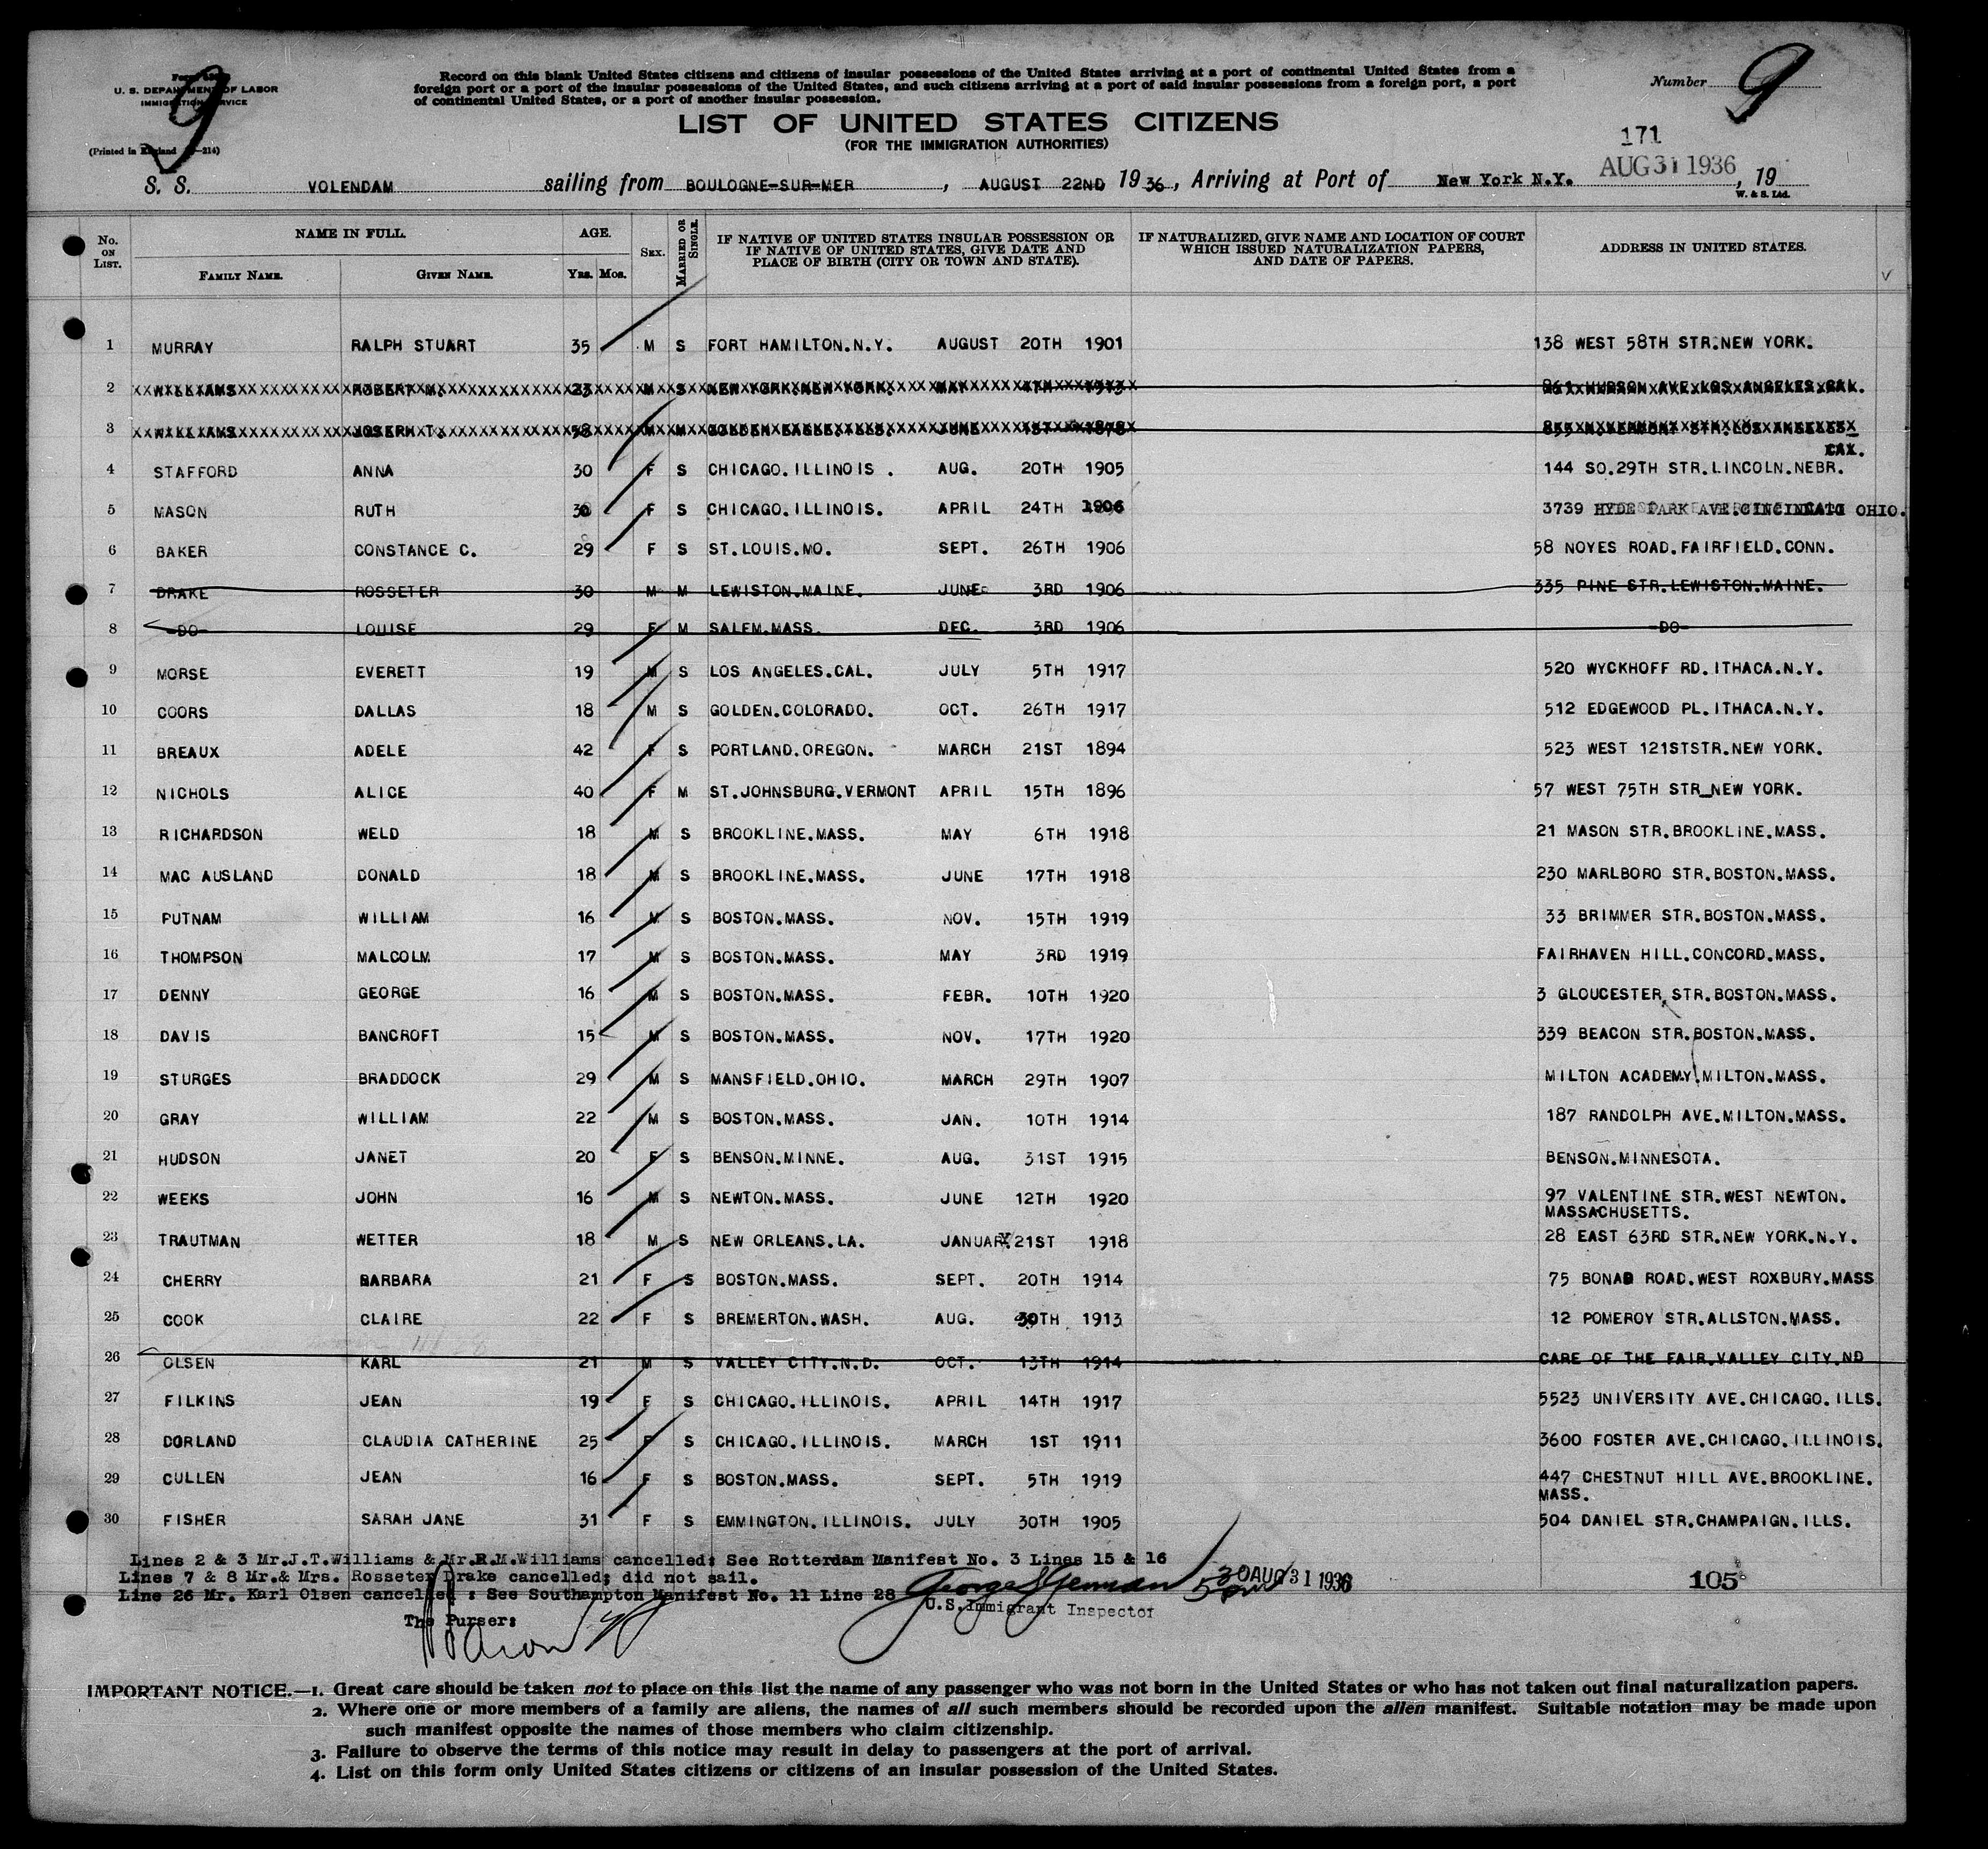 9
U. S. DEPARTMENT OF LABOR
IMMIGRATION SERVICE
(Printed in England -214)
Record on this blank United States citizens and citizens of insular possessions of the United States arriving at a port of continental United States from a
foreign port or a port of the insular possessions of the United States, and such citizens arriving at a port of said insular possessions from a foreign port, a port
of continental United States, or a port of another insular possession.
Number 9
LIST OF UNITED STATES CITIZENS
(FOR THE IMMIGRATION AUTHORITIES)
171
AUG 31 1936
S. S. VOLENDAM sailing from BOULOGNE-SUR-MER, AUGUST 22ND 1936, Arriving at Port of New York N.Y. , 19
W. & S. Ltd.
No. ON LIST. NAME IN FULL. AGE. SEX. MARRIED OR SINGLE. IF NATIVE OF UNITED STATES INSULAR POSSESSION OR IF NATIVE OF UNITED STATES, GIVE DATE AND PLACE OF BIRTH (CITY OR TOWN AND STATE). IF NATURALIZED, GIVE NAME AND LOCATION OF COURT WHICH ISSUED NATURALIZATION PAPERS, AND DATE OF PAPERS. ADDRESS IN UNITED STATES.
FAMILY NAME. GIVEN NAME. YRS. MOS.
1 MURRAY RALPH STUART 35 M S FORT HAMILTON.N.Y. AUGUST 20TH 1901 138 WEST 58TH STR.NEW YORK.
2 WILLIAMS ROBERT M. 23 M S NEW YORK.NEW YORK. MAY 4TH 1913 HUDSON AVE.LOS ANGELES.CAL.
3 WILLIAMS JOSEPH T. 58 M M GOLDEN EAGLE.ILL. JUNE 1ST 1878 STR.LOS ANGELES
CAL.
4 STAFFORD ANNA 30 F S CHICAGO.ILLINOIS . AUG. 20TH 1905 144 SO.29TH STR.LINCOLN.NEBR.
5 MASON RUTH 30 F S CHICAGO.ILLINOIS. APRIL 24TH 1906 3739 HYDE PARK AVE.CINCINNATI OHIO.
6 BAKER CONSTANCE C. 29 F S ST.LOUIS.MO. SEPT. 26TH 1906 58 NOYES ROAD.FAIRFIELD.CONN.
7 DRAKE ROSSETER 30 M M LEWISTON.MAINE. JUNE 3RD 1906 335 PINE STR.LEWISTON.MAINE.
8 -DO- LOUISE 29 F M SALEM.MASS. DEC. 3RD 1906 -DO-
9 MORSE EVERETT 19 M S LOS ANGELES.CAL. JULY 5TH 1917 520 WYCKHOFF RD.ITHACA.N.Y.
10 COORS DALLAS 18 M S GOLDEN.COLORADO. OCT. 26TH 1917 512 EDGEWOOD PL.ITHACA.N.Y.
11 BREAUX ADELE 42 F S PORTLAND.OREGON. MARCH 21ST 1894 523 WEST 121STSTR.NEW YORK.
12 NICHOLS ALICE 40 F M ST.JOHNSBURG.VERMONT APRIL 15TH 1896 57 WEST 75TH STR_NEW YORK.
13 RICHARDSON WELD 18 M S BROOKLINE.MASS. MAY 6TH 1918 21 MASON STR.BROOKLINE.MASS.
14 MAC AUSLAND DONALD 18 M S BROOKLINE.MASS. JUNE 17TH 1918 230 MARLBORO STR.BOSTON.MASS.
15 PUTNAM WILLIAM 16 M S BOSTON.MASS. NOV. 15TH 1919 33 BRIMMER STR.BOSTON.MASS.
16 THOMPSON MALCOLM 17 M S BOSTON.MASS. MAY 3RD 1919 FAIRHAVEN HILL.CONCORD.MASS.
17 DENNY GEORGE 16 M S BOSTON.MASS. FEBR. 10TH 1920 3 GLOUCESTER STR.BOSTON.MASS.
18 DAVIS BANCROFT 15 M S BOSTON.MASS. NOV. 17TH 1920 339 BEACON STR.BOSTON.MASS.
19 STURGES BRADDOCK 29 M S MANSFIELD.OHIO. MARCH 29TH 1907 MILTON ACADEMY.MILTON.MASS.
20 GRAY WILLIAM 22 M S BOSTON.MASS. JAN. 10TH 1914 187 RANDOLPH AVE.MILTON.MASS.
21 HUDSON JANET 20 F S BENSON.MINNE. AUG. 31ST 1915 BENSON.MINNESOTA.
22 WEEKS JOHN 16 M S NEWTON.MASS. JUNE 12TH 1920 97 VALENTINE STR.WEST NEWTON.
MASSACHUSETTS.
23 TRAUTMAN WETTER 18 M S NEW ORLEANS.LA. JANUARY 21ST 1918 28 EAST 63RD STR.NEW YORK.N.Y.
24 CHERRY BARBARA 21 F S BOSTON.MASS. SEPT. 20TH 1914 75 BONAD ROAD.WEST ROXBURY.MASS
25 COOK CLAIRE 22 F S BREMERTON.WASH. AUG. 30TH 1913 12 POMEROY STR.ALLSTON.MASS.
26 OLSEN KARL 21 M S VALLEY CITY.N.D. OCT. 13TH 1914 CARE OF THE FAIR.VALLEY CITY.ND
27 FILKINS JEAN 19 F S CHICAGO.ILLINOIS. APRIL 14TH 1917 5523 UNIVERSITY AVE.CHICAGO.ILLS.
28 DORLAND CLAUDIA CATHERINE 25 F S CHICAGO.ILLINOIS. MARCH 1ST 1911 3600 FOSTER AVE.CHICAGO.ILLINOIS.
29 CULLEN JEAN 16 F S BOSTON.MASS. SEPT. 5TH 1919 447 CHESTNUT HILL AVE.BROOKLINE.
MASS.
30 FISHER SARAH JANE 31 F S EMMINGTON.ILLINOIS. JULY 30TH 1905 504 DANIEL STR.CHAMPAIGN.ILLS.
Lines 2 & 3 Mr.J.T.Williams & Mr.R.M.Williams cancelled: See Rotterdam Manifest No. 3 Lines 15 & 16
Lines 7 & 8 Mr.& Mrs. Rosseter Drake cancelled; did not sail.
Line 26 Mr. Karl Olsen cancelled : See Southampton Manifest No. 11 Line 28
30 AUG 31 1936
105
U.S.Immigrant Inspector
The Purser:
IMPORTANT NOTICE.—1. Great care should be taken not to place on this list the name of any passenger who was not born in the United States or who has not taken out final naturalization papers.
2. Where one or more members of a family are aliens, the names of all such members should be recorded upon the alien manifest. Suitable notation may be made upon
such manifest opposite the names of those members who claim citizenship.
3. Failure to observe the terms of this notice may result in delay to passengers at the port of arrival.
4. List on this form only United States citizens or citizens of an insular possession of the United States.